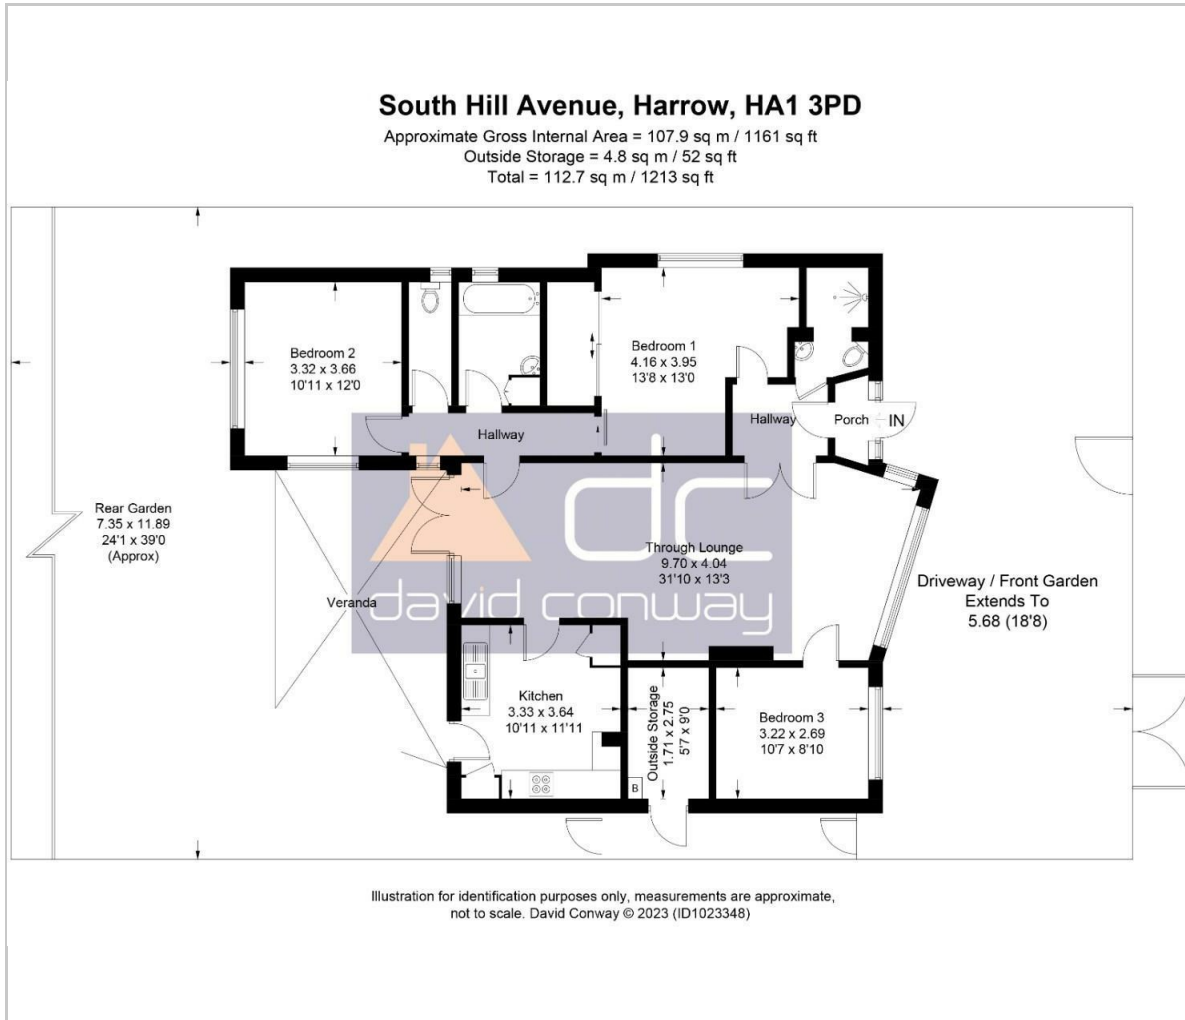 South Hill Avenue, Harrow, HA1 3PD
Approximate Gross Internal Area = 107.9 sq m / 1161 sq ft
Outside Storage = 4.8 sq m / 52 sq ft
Total = 112.7 sq m / 1213 sq ft
Bedroom 2
3.32 x 3.66
10'11 x 12'0
Bedroom 1
4.16 x 3.95
13'8 x 13'0
Hallway
Hallway
Porch
IN
Rear Garden
7.35 x 11.89
24'1 x 39'0
(Approx)
dc
david conway
Through Lounge
9.70 x 4.04
31'10 x 13'3
Veranda
Driveway / Front Garden
Extends To
5.68 (18'8)
Kitchen
3.33 x 3.64
10'11 x 11'11
Outside Storage
1.71 x 2.75
5'7 x 9'0
B
Bedroom 3
3.22 x 2.69
10'7 x 8'10
Illustration for identification purposes only, measurements are approximate,
not to scale. David Conway © 2023 (ID1023348)